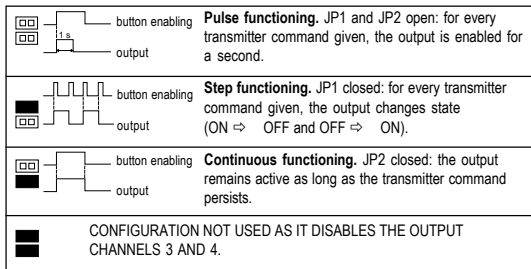 button enabling
1 s
output
Pulse functioning. JP1 and JP2 open: for every
transmitter command given, the output is enabled for
a second.
button enabling
output
Step functioning. JP1 closed: for every transmitter
command given, the output changes state
(ON ⇨ OFF and OFF ⇨ ON).
button enabling
output
Continuous functioning. JP2 closed: the output
remains active as long as the transmitter command
persists.
CONFIGURATION NOT USED AS IT DISABLES THE OUTPUT
CHANNELS 3 AND 4.